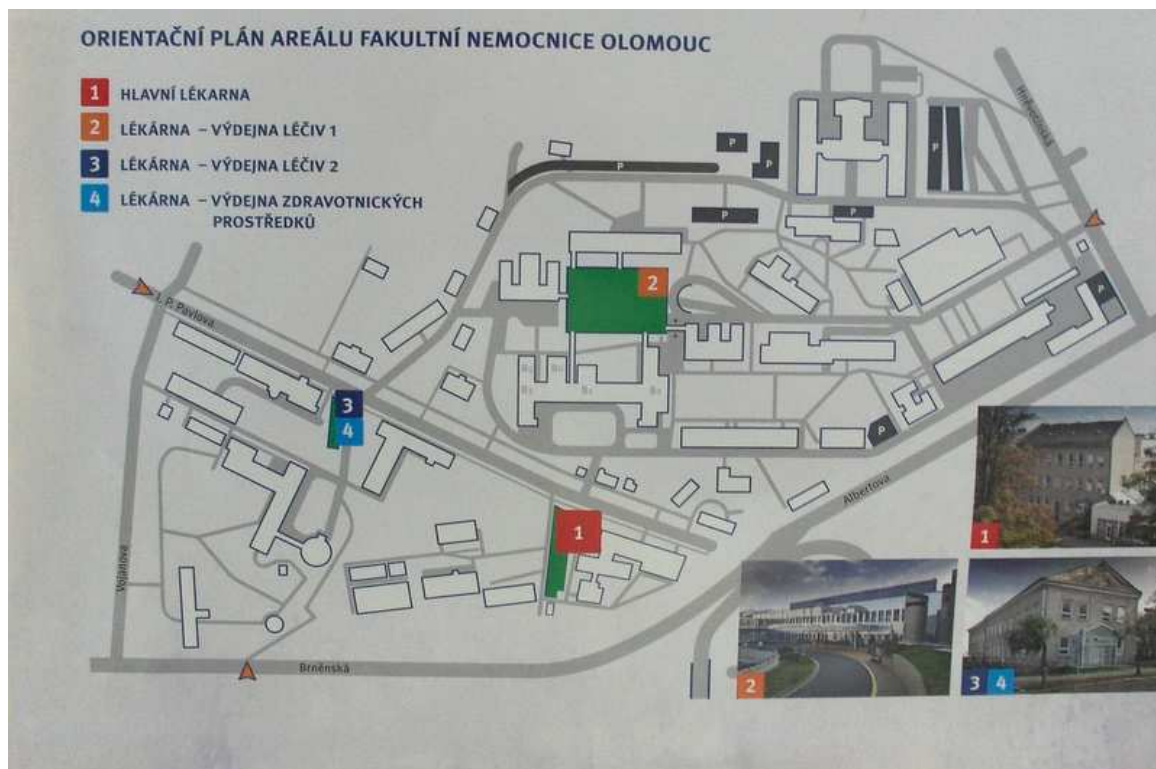 ORIENTAČNÍ PLÁN AREÁLU FAKULTNÍ NEMOCNICE OLOMOUC
1 HLAVNÍ LÉKARNA
2 LÉKÁRNA – VÝDEJNA LÉČIV 1
3 LÉKÁRNA – VÝDEJNA LÉČIV 2
4 LÉKÁRNA – VÝDEJNA ZDRAVOTNICKÝCH
PROSTŘEDKŮ
P
P
P
P
P
P
P
Hněvotínská
2
P
I. P. Pavlova
3
4
P
Albertova
1
1
Vojanova
Brněnská
2
3 4